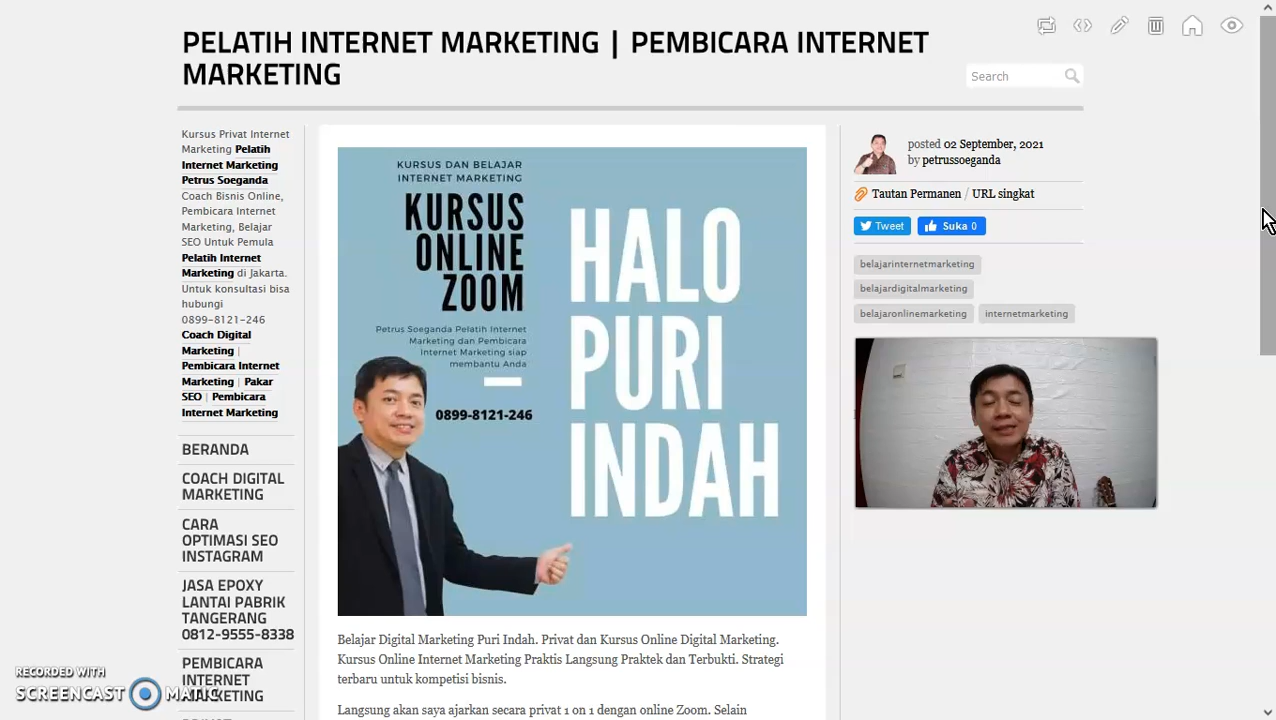 PELATIH INTERNET MARKETING | PEMBICARA INTERNET
MARKETING
Search
Kursus Privat Internet
Marketing Pelatih
Internet Marketing
Petrus Soeganda
Coach Bisnis Online,
Pembicara Internet
Marketing, Belajar
SEO Untuk Pemula
Pelatih Internet
Marketing di Jakarta.
Untuk konsultasi bisa
hubungi
0899-8121-246
Coach Digital
Marketing |
Pembicara Internet
Marketing | Pakar
SEO | Pembicara
Internet Marketing
BERANDA
COACH DIGITAL
MARKETING
CARA
OPTIMASI SEO
INSTAGRAM
JASA EPOXY
LANTAI PABRIK
TANGERANG
0812-9555-8338
PEMBICARA
INTERNET
MARKETING
KURSUS DAN BELAJAR
INTERNET MARKETING
KURSUS
ONLINE
ZOOM
Petrus Soeganda Pelatih Internet
Marketing dan Pembicara
Internet Marketing siap
membantu Anda
0899-8121-246
HALO
PURI
INDAH
Belajar Digital Marketing Puri Indah. Privat dan Kursus Online Digital Marketing.
Kursus Online Internet Marketing Praktis Langsung Praktek dan Terbukti. Strategi
terbaru untuk kompetisi bisnis.
Langsung akan saya ajarkan secara privat 1 on 1 dengan online Zoom. Selain
posted 02 September, 2021
by petrussoeganda
Tautan Permanen / URL singkat
Tweet
Suka 0
belajarinternetmarketing
belajardigitalmarketing
belajaronlinemarketing
internetmarketing
RECORDED WITH
SCREENCAST MATIC